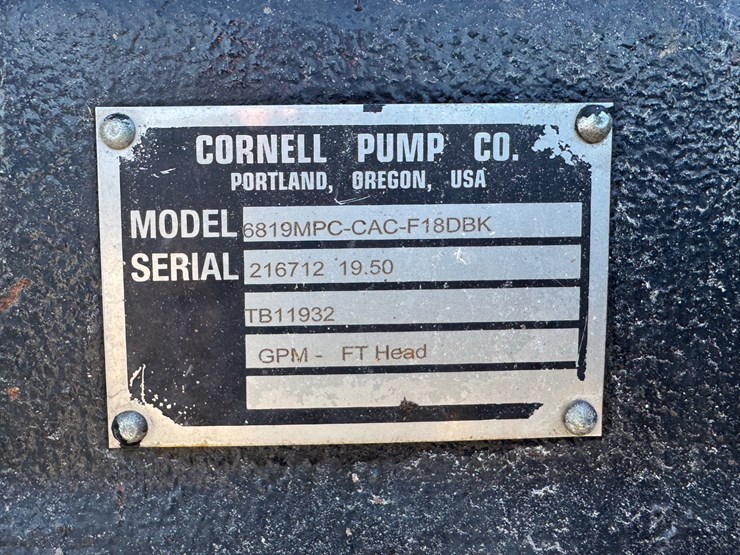 CORNELL PUMP CO.
PORTLAND, OREGON, USA
MODEL 6819MPC-CAC-F18DBK
SERIAL 216712 19.50
TB11932
GPM - FT Head